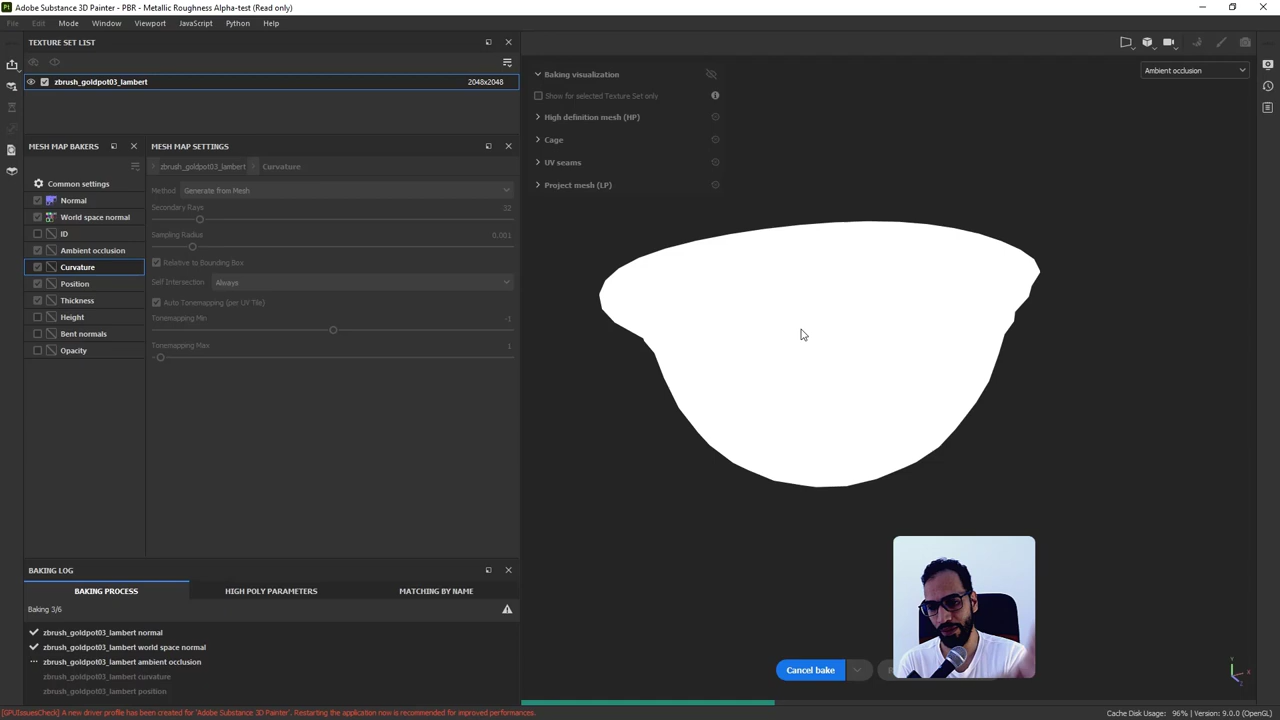 Adobe Substance 3D Painter - PBR - Metallic Roughness Alpha-test (Read only)
File Edit Mode Window Viewport JavaScript Python Help
TEXTURE SET LIST
zbrush_goldpot03_lambert 2048x2048
MESH MAP BAKERS
Common settings
Normal
World space normal
ID
Ambient occlusion
Curvature
Position
Thickness
Height
Bent normals
Opacity
MESH MAP SETTINGS
zbrush_goldpot03_lambert Curvature
Method Generate from Mesh
Secondary Rays 32
Sampling Radius 0.001
Relative to Bounding Box
Self Intersection Always
Auto Tonemapping (per UV Tile)
Tonemapping Min -1
Tonemapping Max 1
Baking visualization
Show for selected Texture Set only
High definition mesh (HP)
Cage
UV seams
Project mesh (LP)
Ambient occlusion
BAKING LOG
BAKING PROCESS HIGH POLY PARAMETERS MATCHING BY NAME
Baking 3/6
zbrush_goldpot03_lambert normal
zbrush_goldpot03_lambert world space normal
zbrush_goldpot03_lambert ambient occlusion
zbrush_goldpot03_lambert curvature
zbrush_goldpot03_lambert position
Cancel bake
[GPUIssuesCheck] A new driver profile has been created for 'Adobe Substance 3D Painter'. Restarting the application now is recommended for improved performances.
Cache Disk Usage: 96% | Version: 9.0.0 (OpenGL)